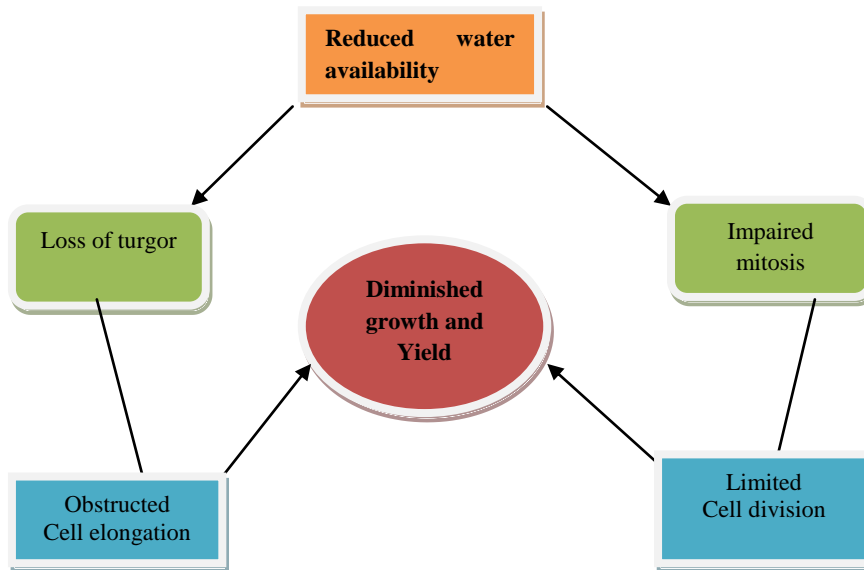 Reduced water
availability
Loss of turgor
Impaired
mitosis
Diminished
growth and
Yield
Obstructed
Cell elongation
Limited
Cell division